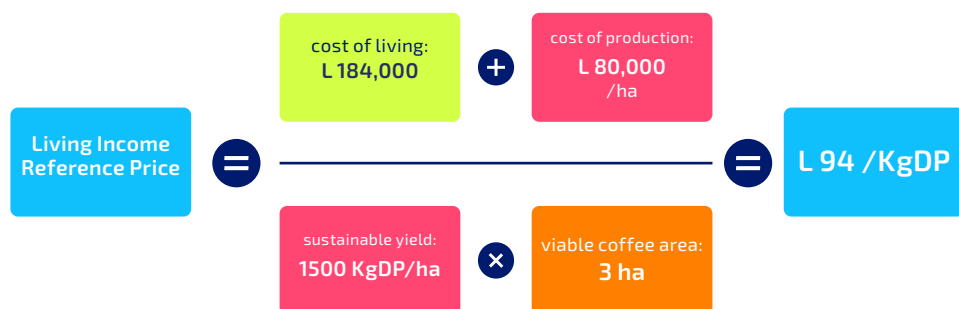 Living Income
Reference Price
=
cost of living:
L 184,000
+
cost of production:
L 80,000
/ha
sustainable yield:
1500 KgDP/ha
×
viable coffee area:
3 ha
=
L 94 /KgDP